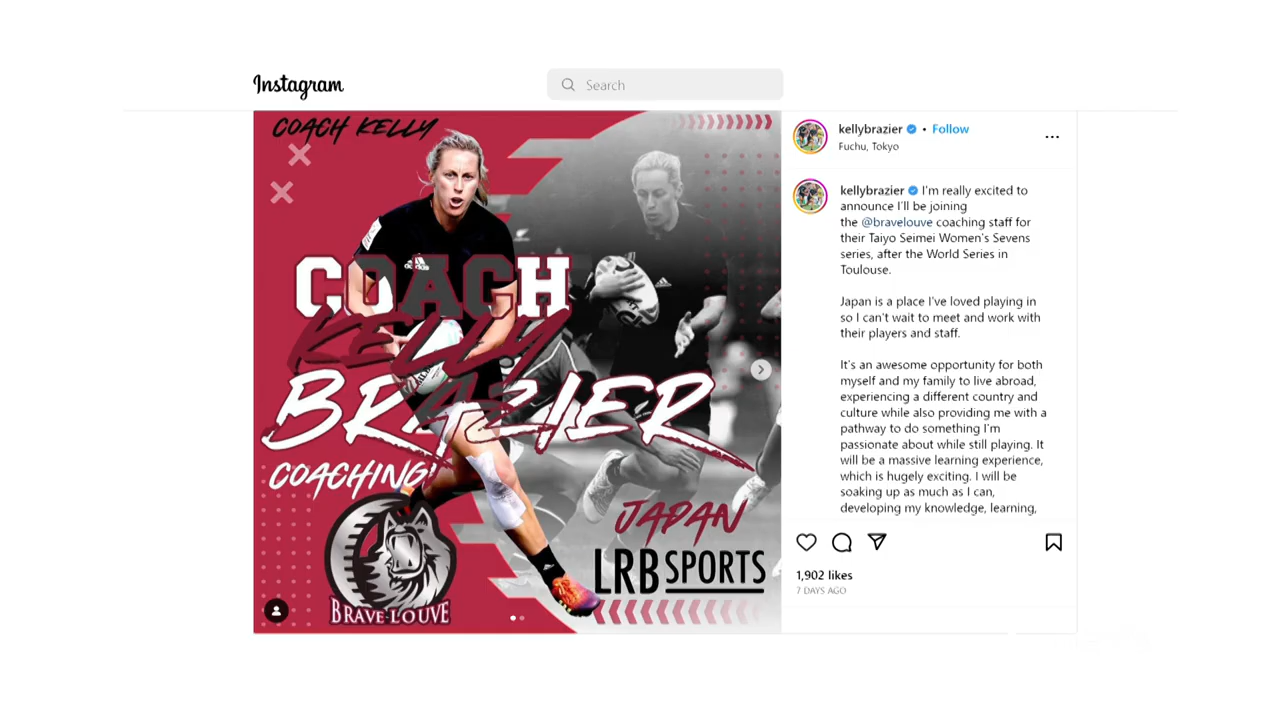 Instagram
Search
COACH KELLY
COACH
KELLY
BRAZIER
COACHING
BRAVE-LOUVE
JAPAN
LRB SPORTS
kellybrazier • Follow
Fuchu, Tokyo
kellybrazier I'm really excited to
announce I'll be joining
the @bravelouve coaching staff for
their Taiyo Seimei Women's Sevens
series, after the World Series in
Toulouse.
Japan is a place I've loved playing in
so I can't wait to meet and work with
their players and staff.
It's an awesome opportunity for both
myself and my family to live abroad,
experiencing a different country and
culture while also providing me with a
pathway to do something I'm
passionate about while still playing. It
will be a massive learning experience,
which is hugely exciting. I will be
soaking up as much as I can,
developing my knowledge, learning,
1,902 likes
7 DAYS AGO